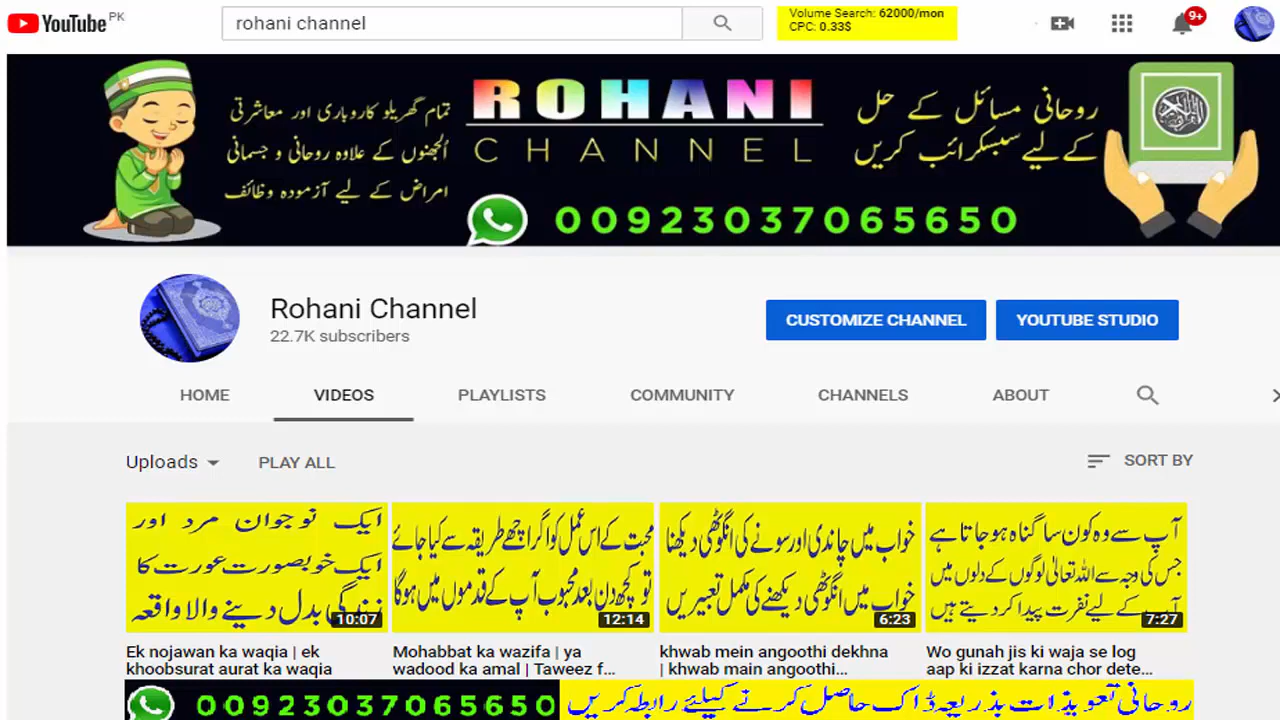 YouTube PK
rohani channel
Volume Search: 62000/mon
CPC: 0.33$
9+
تمام گھریلو کاروباری اور معاشرتی
اُلجھنوں کے علاوہ روحانی و جسمانی
امراض کے لیے آزمودہ وظائف
ROHANI
CHANNEL
00923037065650
روحانی مسائل کے حل
کے لیے سبسکرائب کریں
Rohani Channel
22.7K subscribers
CUSTOMIZE CHANNEL
YOUTUBE STUDIO
HOME VIDEOS PLAYLISTS COMMUNITY CHANNELS ABOUT
Uploads PLAY ALL
SORT BY
ایک نوجوان مرد اور
ایک خوبصورت عورت کا
زندگی بدل دینے والا واقعہ
10:07
Ek nojawan ka waqia | ek
khoobsurat aurat ka waqia
محبت کے اس عمل کو اگر اچھے طریقہ سے کیا جائے
تو کچھ دن بعد محبوب آپ کے قدموں میں ہوگا
12:14
Mohabbat ka wazifa | ya
wadood ka amal | Taweez f...
خواب میں چاندی اور سونے کی انگوٹھی دیکھنا
خواب میں انگوٹھی دیکھنے کی مکمل تعبیریں
6:23
khwab mein angoothi dekhna
| khwab main angoothi...
آپ سے وہ کون سا گناہ ہو جاتا ہے
جس کی وجہ سے اللہ تعالیٰ لوگوں کے دلوں میں
آپ کے لیے نفرت پیدا کر دیتے ہیں
7:27
Wo gunah jis ki waja se log
aap ki izzat karna chor dete...
00923037065650
روحانی تعویذات بذریعہ ڈاک حاصل کرنے کیلئے رابطہ کریں